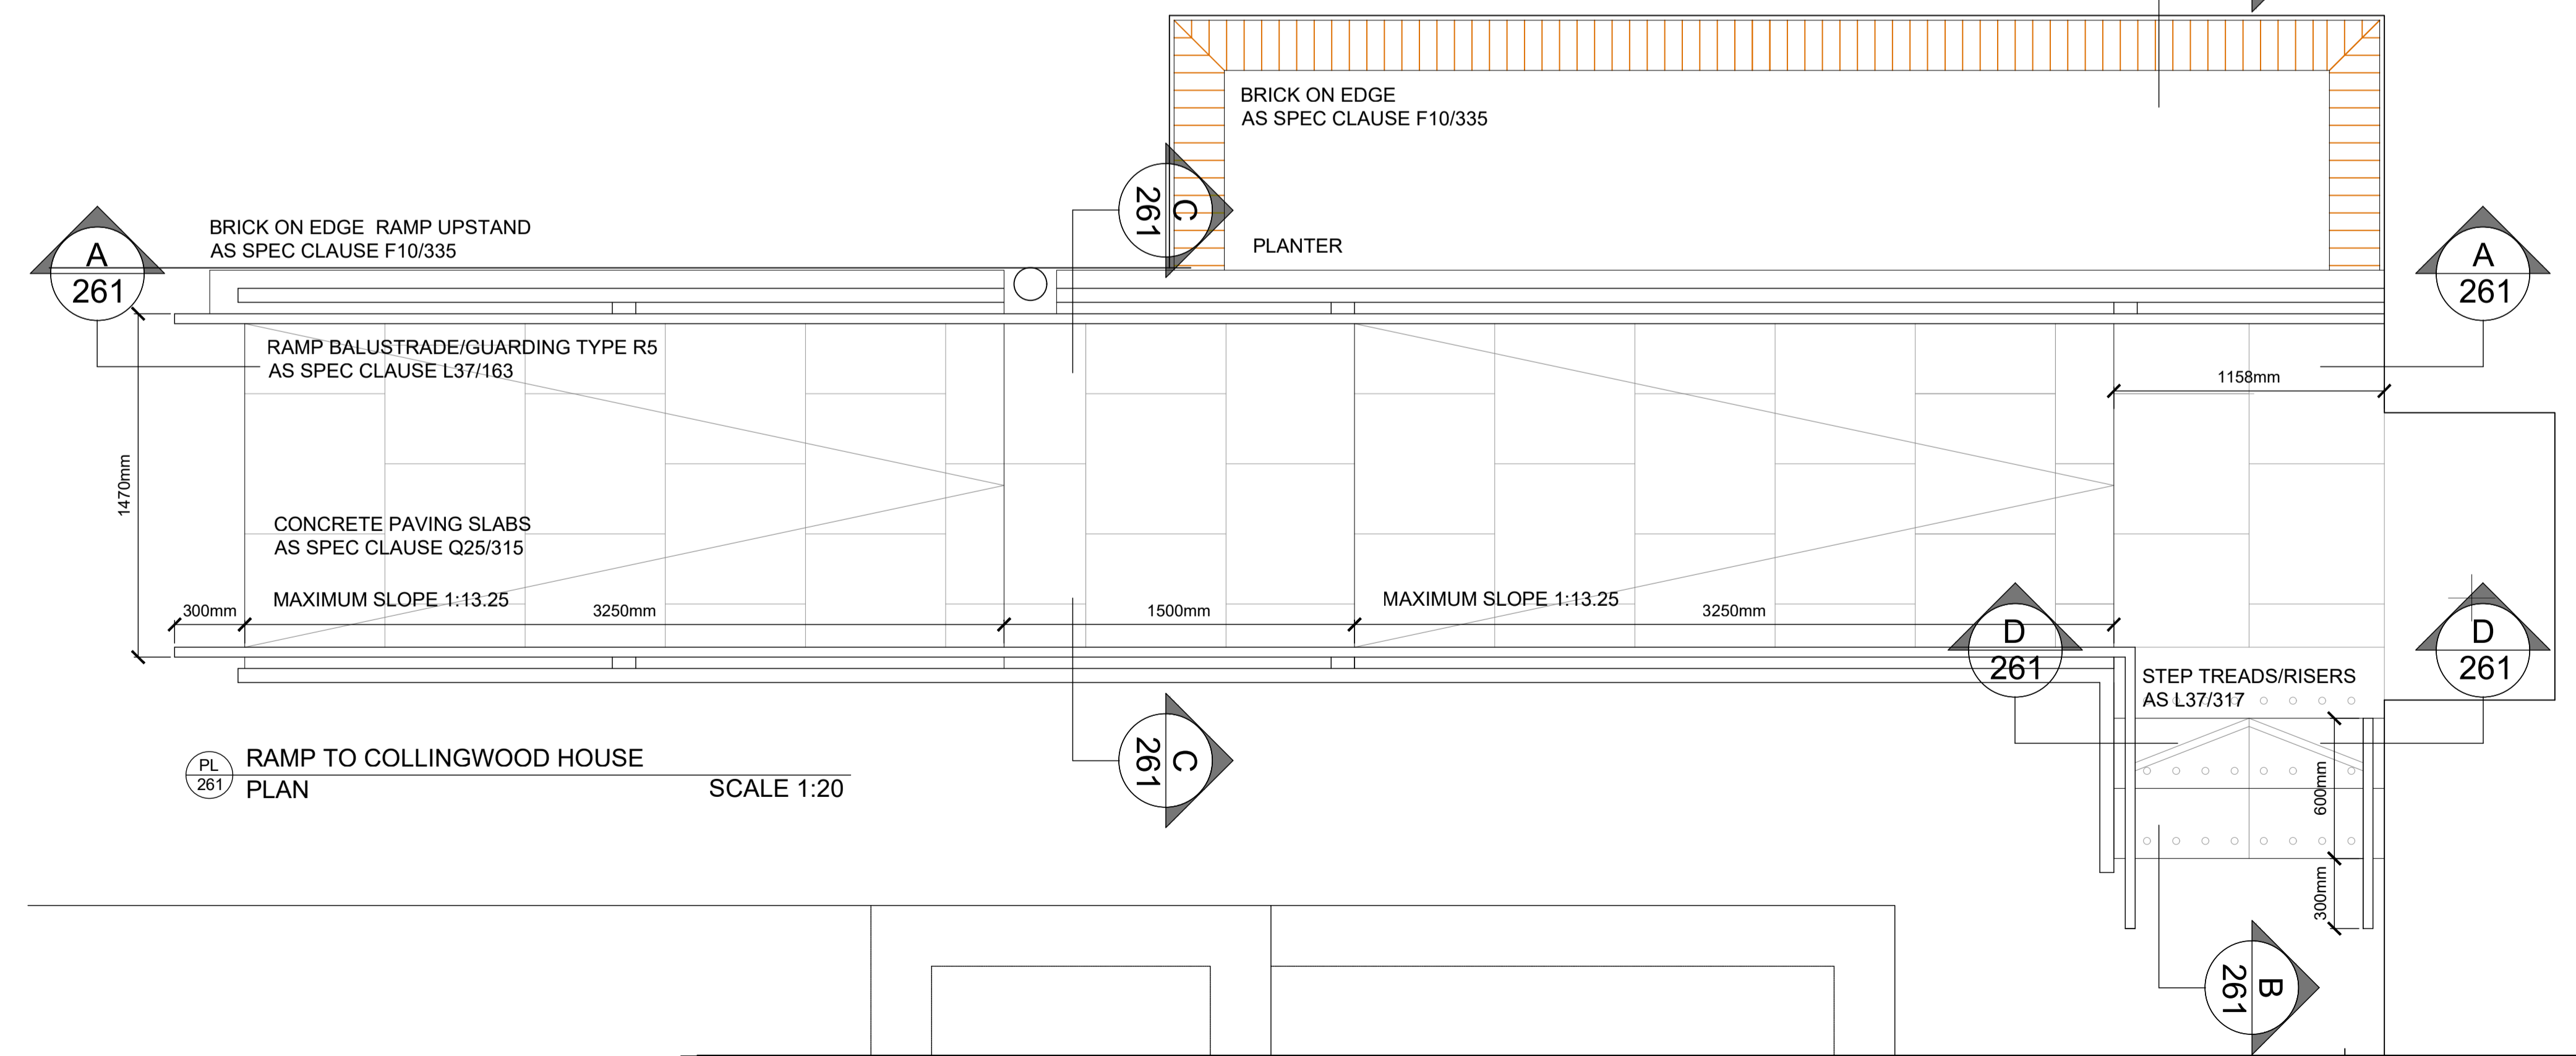 BRICK ON EDGE
AS SPEC CLAUSE F10/335
C
261
PLANTER
BRICK ON EDGE  RAMP UPSTAND
AS SPEC CLAUSE F10/335
A
261
A
261
RAMP BALUSTRADE/GUARDING TYPE R5
AS SPEC CLAUSE L37/163
1158mm
1470mm
CONCRETE PAVING SLABS
AS SPEC CLAUSE Q25/315
MAXIMUM SLOPE 1:13.25
MAXIMUM SLOPE 1:13.25
300mm
3250mm
1500mm
3250mm
D
261
D
261
STEP TREADS/RISERS
AS L37/317
PL
261
RAMP TO COLLINGWOOD HOUSE
PLAN
SCALE 1:20
C
261
600mm
300mm
B
261